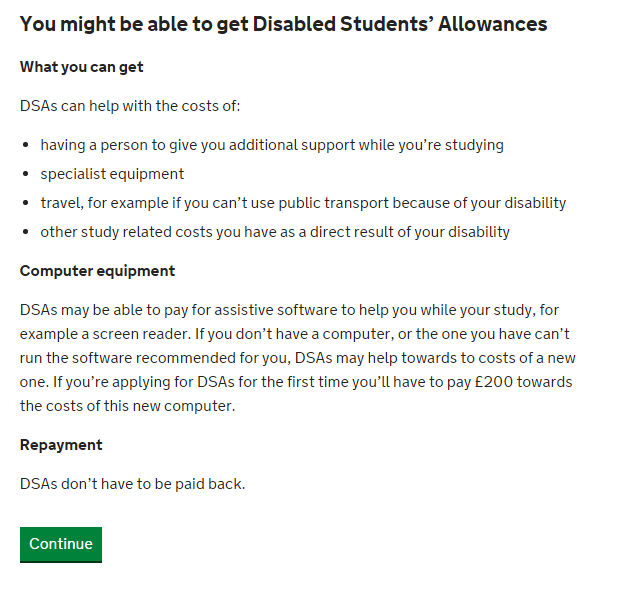 You might be able to get Disabled Students’ Allowances
What you can get
DSAs can help with the costs of:
• having a person to give you additional support while you’re studying
• specialist equipment
• travel, for example if you can’t use public transport because of your disability
• other study related costs you have as a direct result of your disability
Computer equipment
DSAs may be able to pay for assistive software to help you while your study, for
example a screen reader. If you don’t have a computer, or the one you have can’t
run the software recommended for you, DSAs may help towards to costs of a new
one. If you’re applying for DSAs for the first time you’ll have to pay £200 towards
the costs of this new computer.
Repayment
DSAs don’t have to be paid back.
Continue